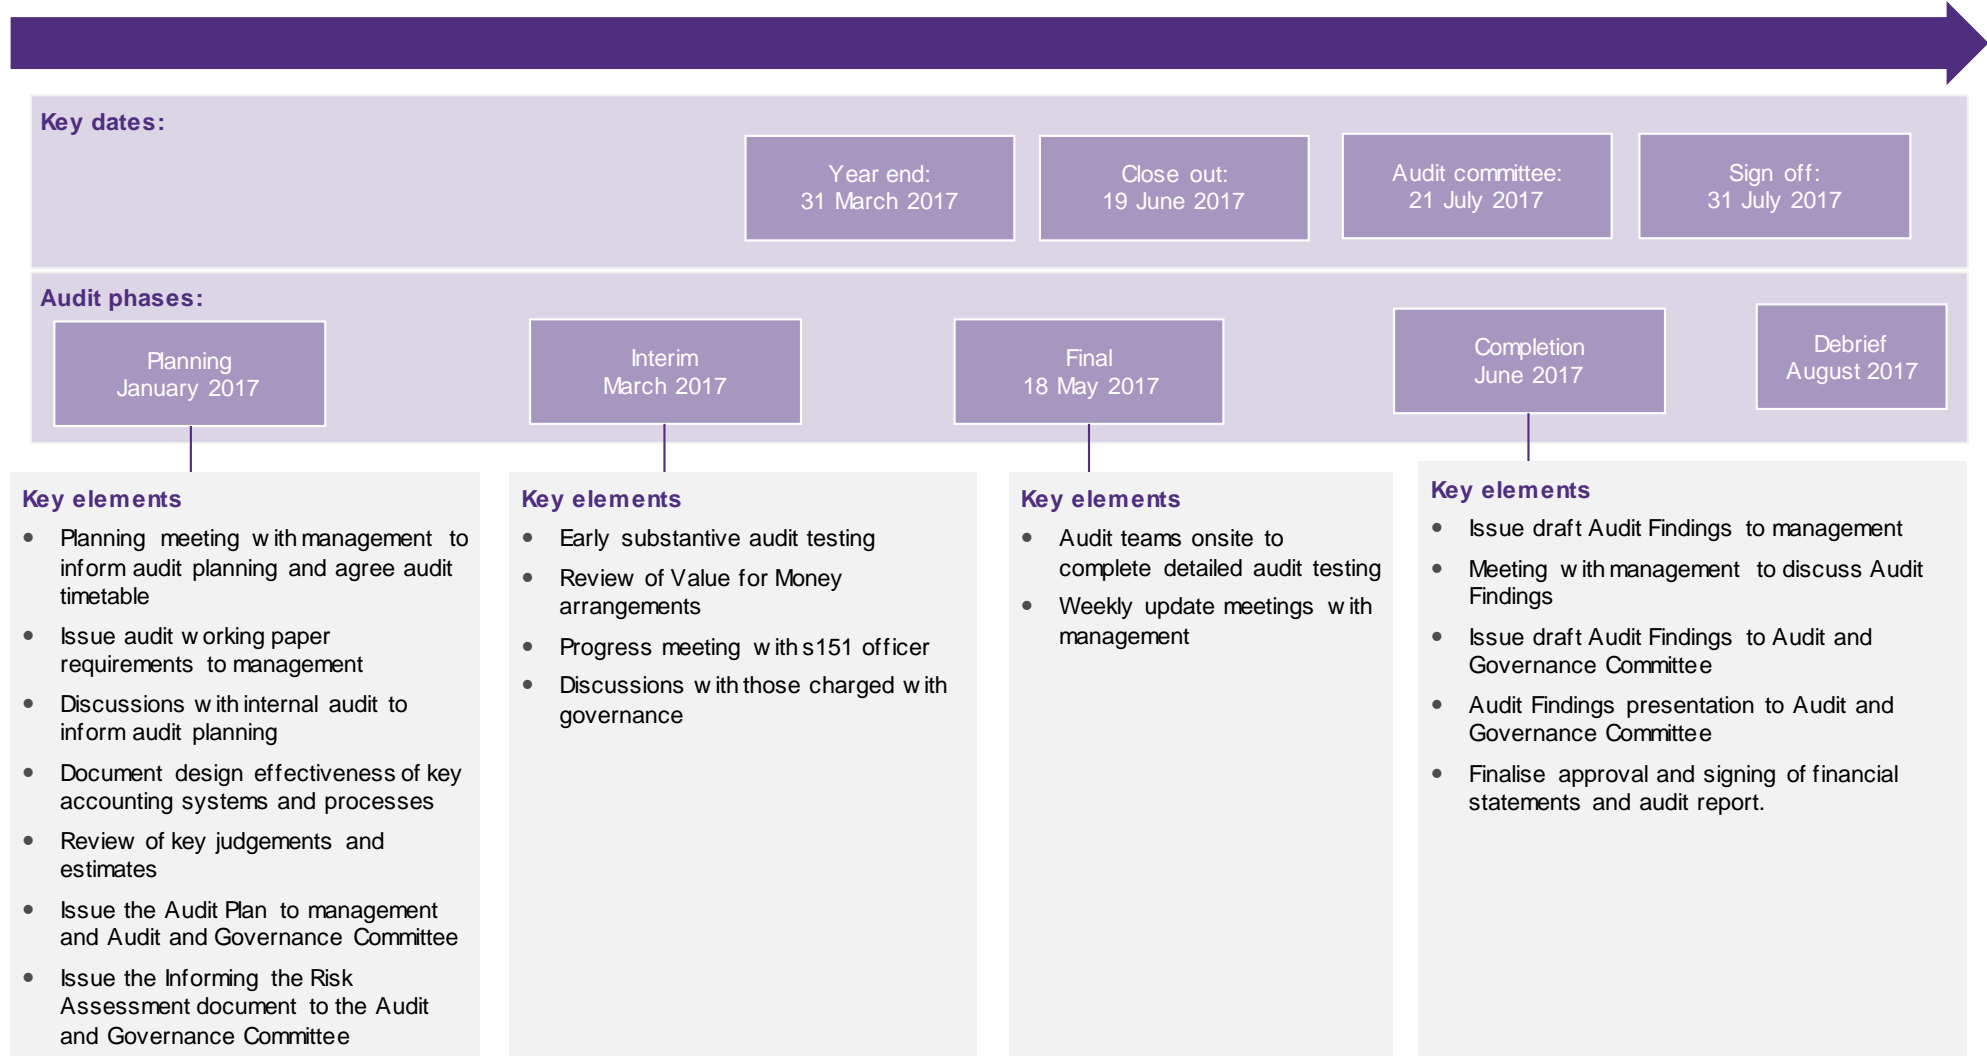 Key dates:
Year end:
31 March 2017
Close out:
19 June 2017
Audit committee:
21 July 2017
Sign off:
31 July 2017
Audit phases:
Planning
January 2017
Interim
March 2017
Final
18 May 2017
Completion
June 2017
Debrief
August 2017
Key elements
• Planning meeting with management to
inform audit planning and agree audit
timetable
• Issue audit working paper
requirements to management
• Discussions with internal audit to
inform audit planning
• Document design effectiveness of key
accounting systems and processes
• Review of key judgements and
estimates
• Issue the Audit Plan to management
and Audit and Governance Committee
• Issue the Informing the Risk
Assessment document to the Audit
and Governance Committee
Key elements
• Early substantive audit testing
• Review of Value for Money
arrangements
• Progress meeting with s151 officer
• Discussions with those charged with
governance
Key elements
• Audit teams onsite to
complete detailed audit testing
• Weekly update meetings with
management
Key elements
• Issue draft Audit Findings to management
• Meeting with management to discuss Audit
Findings
• Issue draft Audit Findings to Audit and
Governance Committee
• Audit Findings presentation to Audit and
Governance Committee
• Finalise approval and signing of financial
statements and audit report.